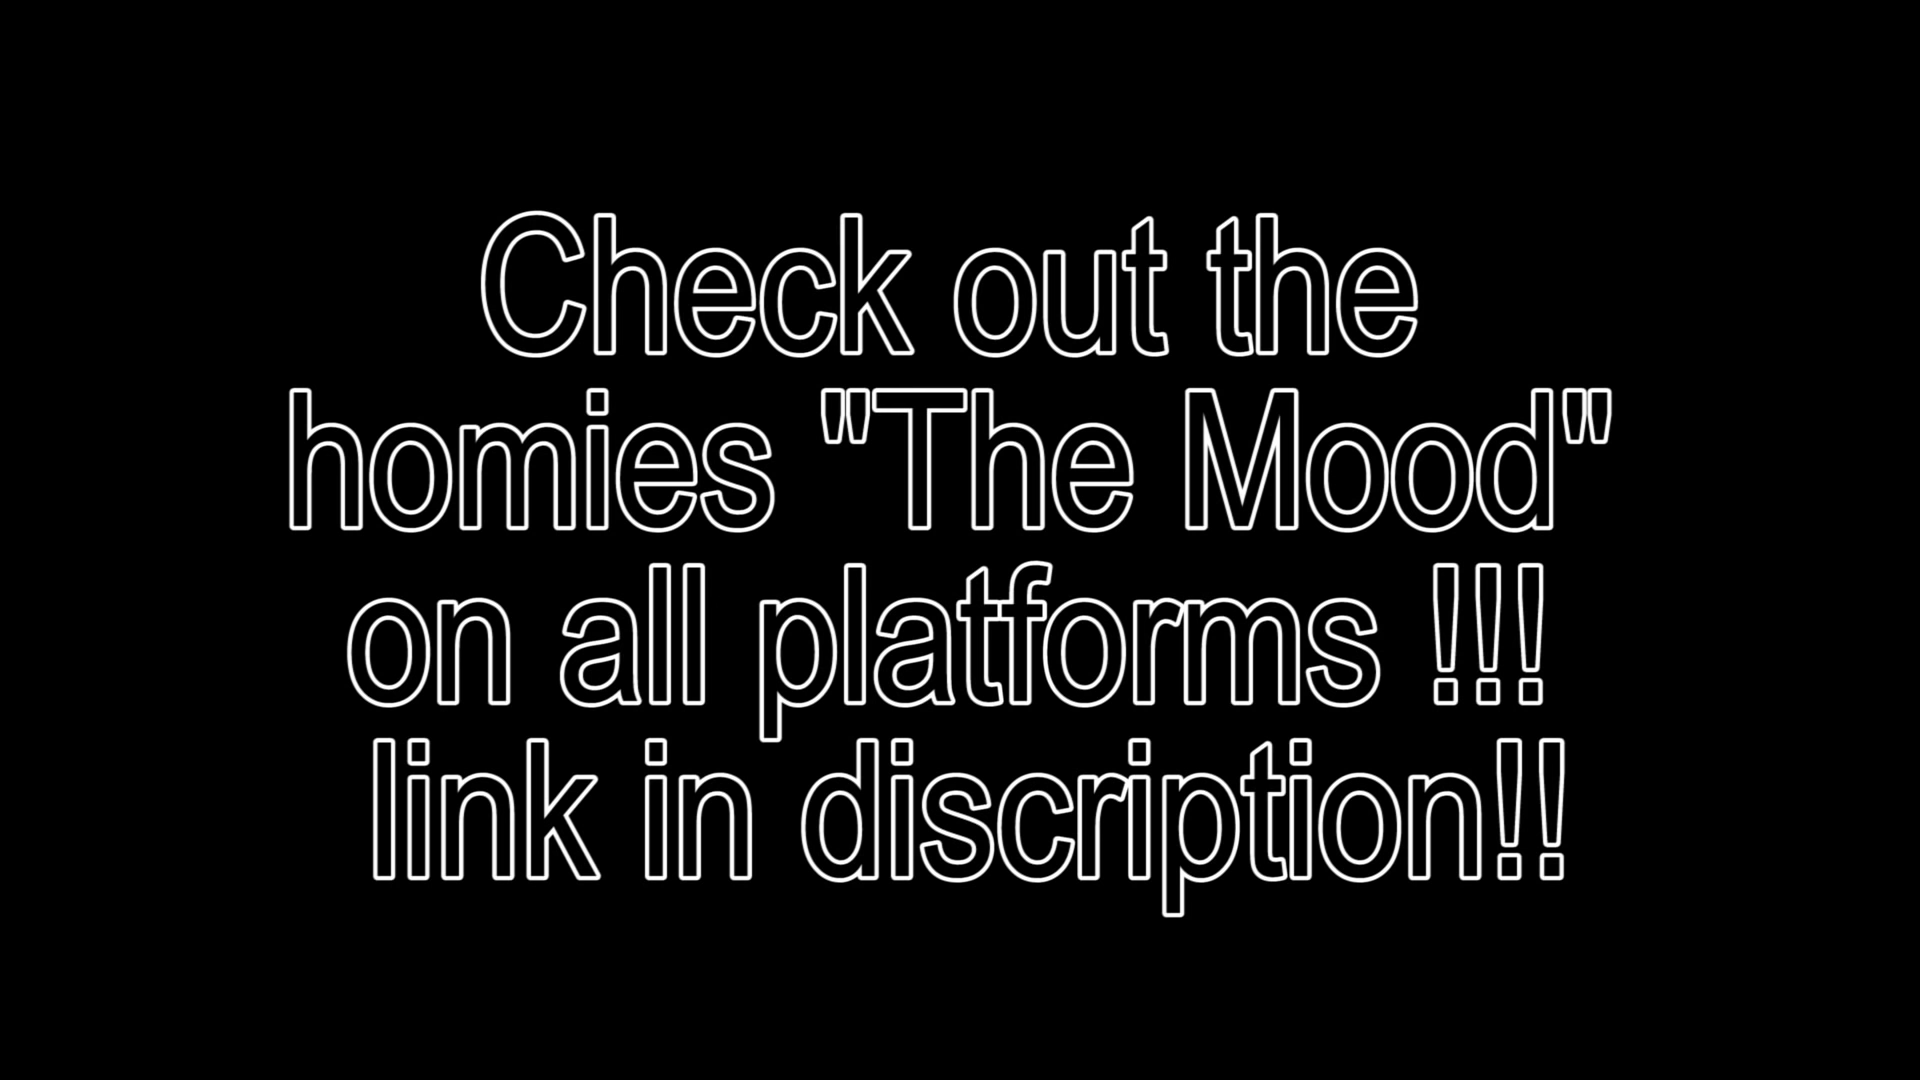 Check out the
homies "The Mood"
on all platforms !!!
link in discription!!